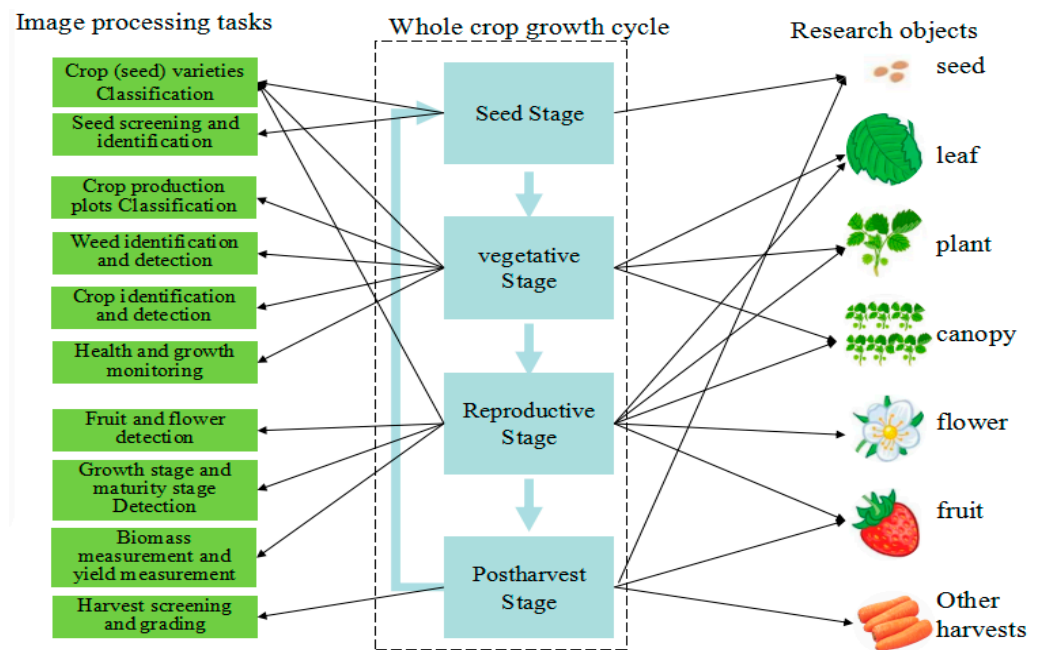 Image processing tasks
Whole crop growth cycle
Research objects
Crop (seed) varieties
Classification
Seed screening and
identification
Crop production
plots Classification
Weed identification
and detection
Crop identification
and detection
Health and growth
monitoring
Fruit and flower
detection
Growth stage and
maturity stage
Detection
Biomass
measurement and
yield measurement
Harvest screening
and grading
Seed Stage
vegetative
Stage
Reproductive
Stage
Postharvest
Stage
seed
leaf
plant
canopy
flower
fruit
Other
harvests